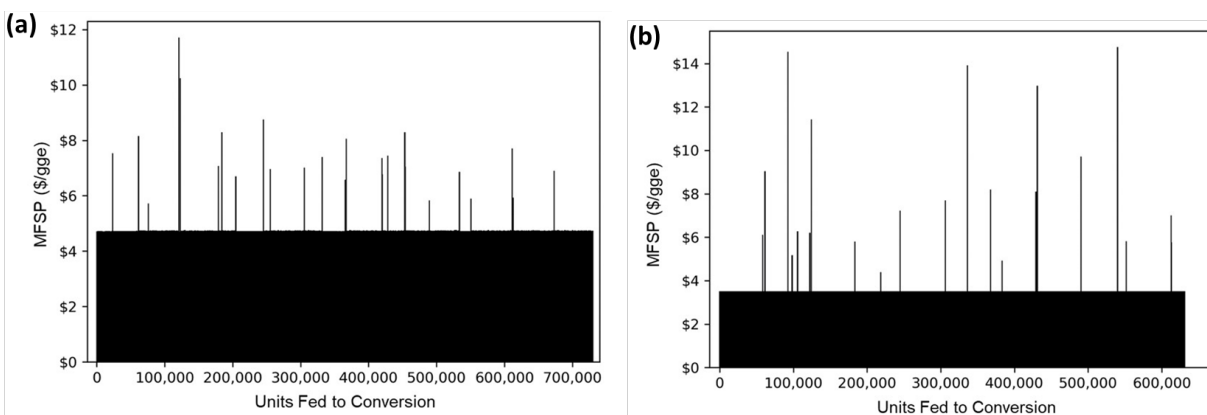 (a)
$12
$10
$8
$6
$4
$2
$0
MFSP ($/gge)
0 100,000 200,000 300,000 400,000 500,000 600,000 700,000
Units Fed to Conversion
(b)
$14
$12
$10
$8
$6
$4
$2
$0
MFSP ($/gge)
0 100,000 200,000 300,000 400,000 500,000 600,000
Units Fed to Conversion